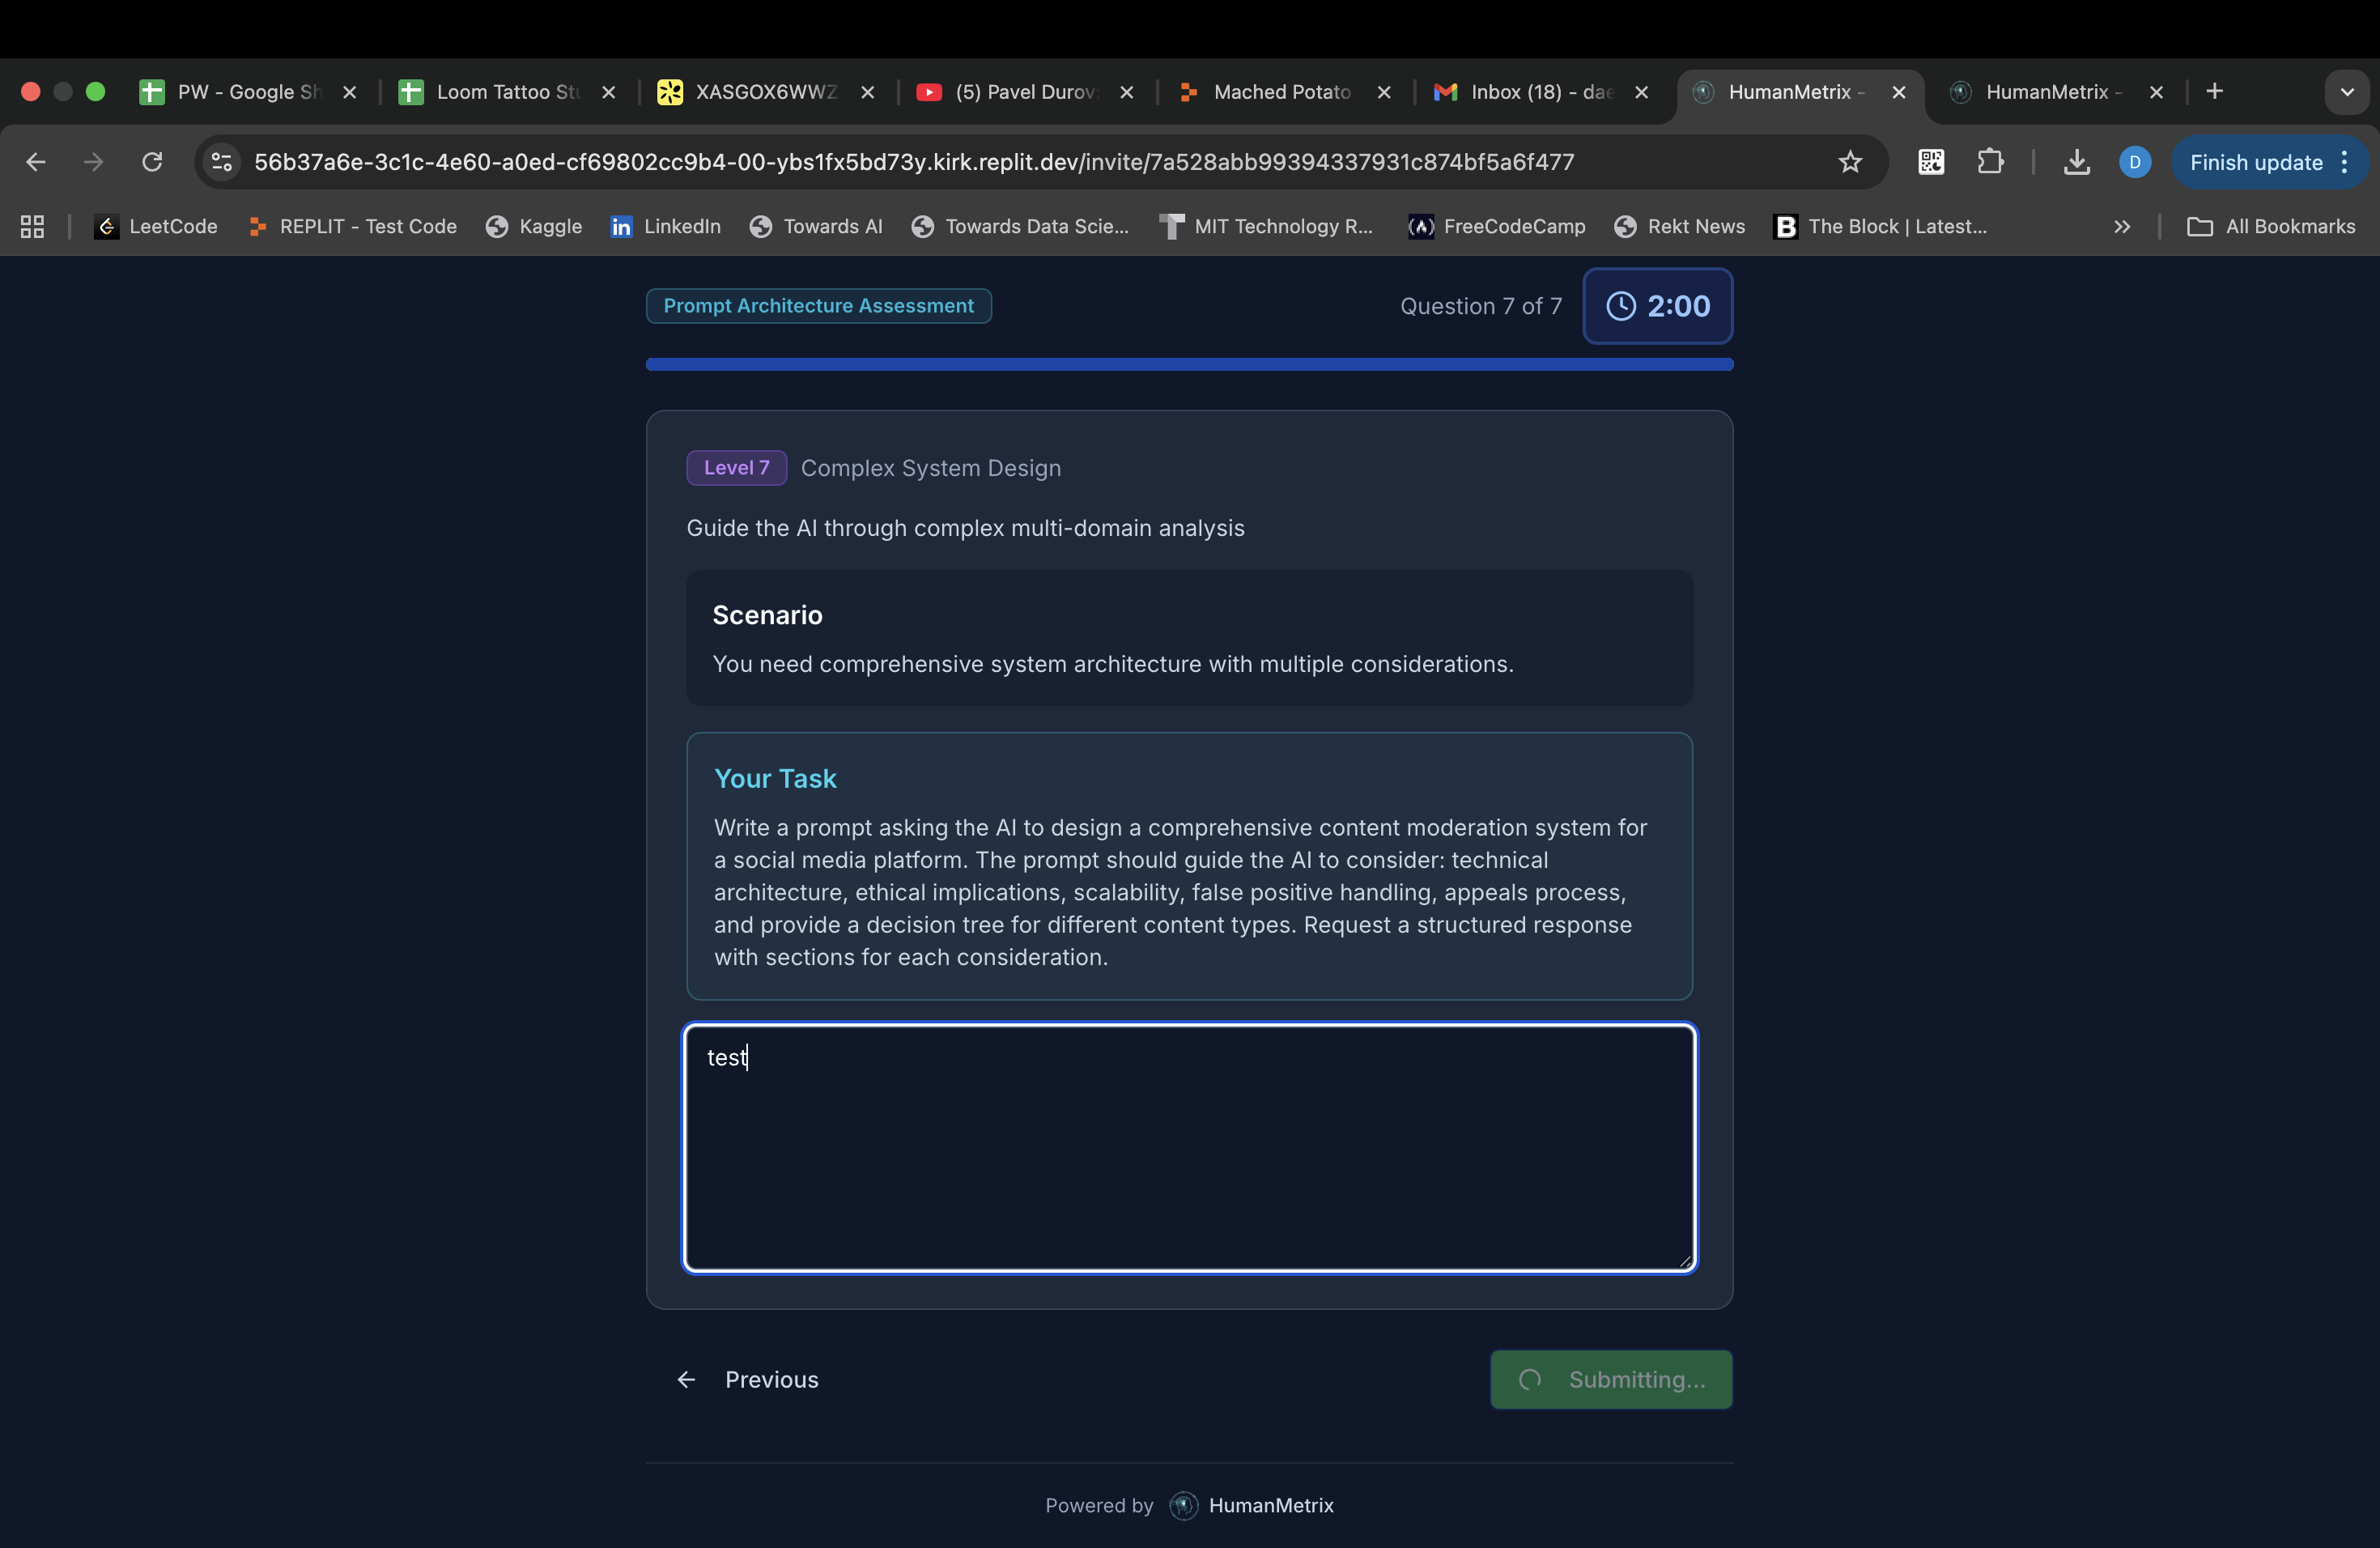 PW - Google Sh
Loom Tattoo Stu
XASGOX6WWZ
(5) Pavel Durov:
Mached Potato
Inbox (18) - dae
HumanMetrix -
HumanMetrix -
56b37a6e-3c1c-4e60-a0ed-cf69802cc9b4-00-ybs1fx5bd73y.kirk.replit.dev/invite/7a528abb99394337931c874bf5a6f477
D
Finish update
LeetCode
REPLIT - Test Code
Kaggle
LinkedIn
Towards AI
Towards Data Scie...
MIT Technology R...
FreeCodeCamp
Rekt News
The Block | Latest...
All Bookmarks
Prompt Architecture Assessment
Question 7 of 7
2:00
Level 7
Complex System Design
Guide the AI through complex multi-domain analysis
Scenario
You need comprehensive system architecture with multiple considerations.
Your Task
Write a prompt asking the AI to design a comprehensive content moderation system for
a social media platform. The prompt should guide the AI to consider: technical
architecture, ethical implications, scalability, false positive handling, appeals process,
and provide a decision tree for different content types. Request a structured response
with sections for each consideration.
test
Previous
Submitting...
Powered by HumanMetrix